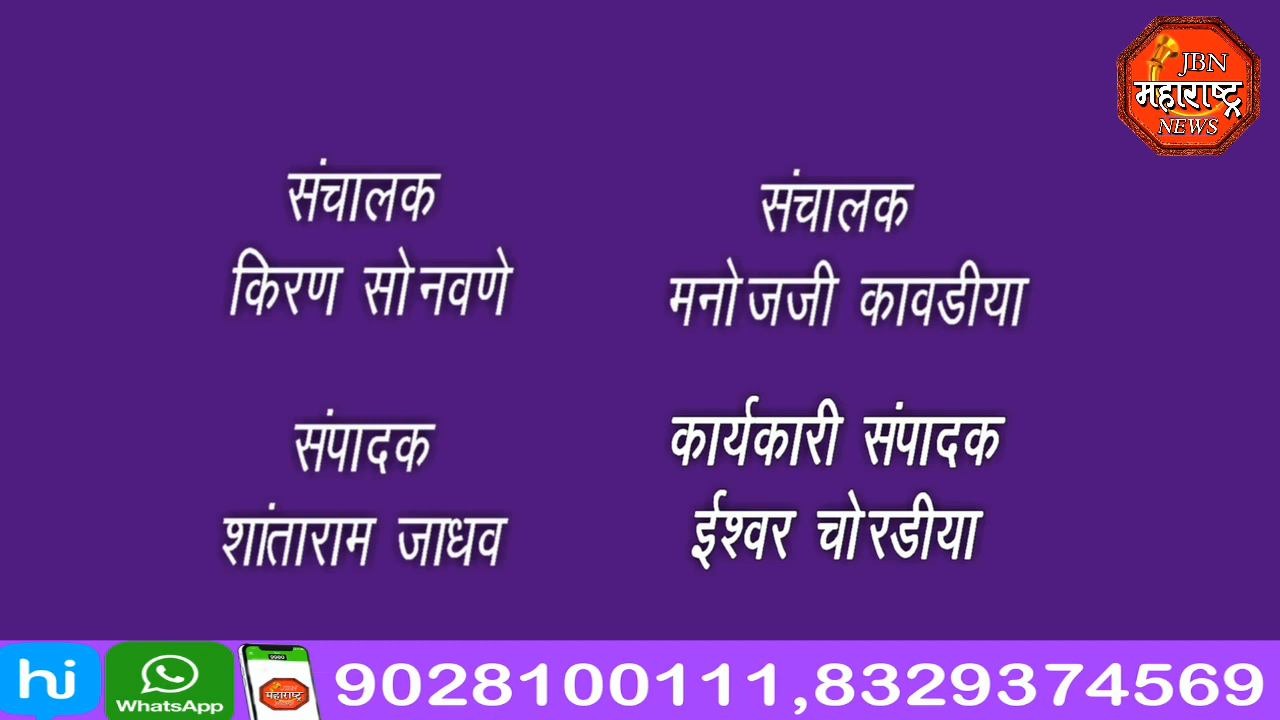 JBN
महाराष्ट्र
NEWS
संचालक
किरण सोनवणे
संचालक
मनोजजी कावडीया
संपादक
शांताराम जाधव
कार्यकारी संपादक
ईश्वर चोरडीया
hi
WhatsApp
महाराष्ट्र
9028100111,8329374569